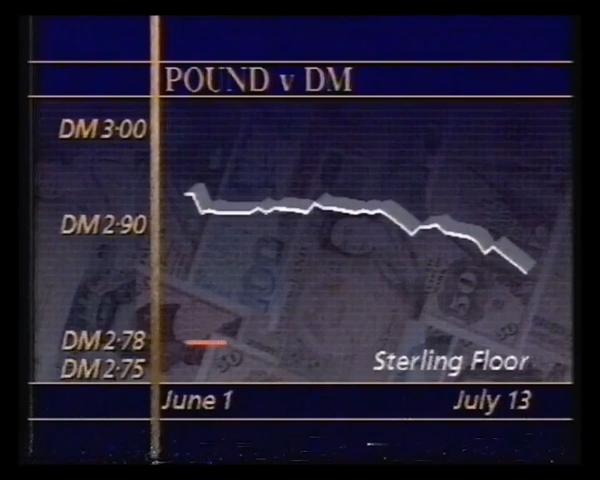 POUND v DM
DM 3·00
DM 2·90
DM 2·78
DM 2·75
Sterling Floor
June 1
July 13